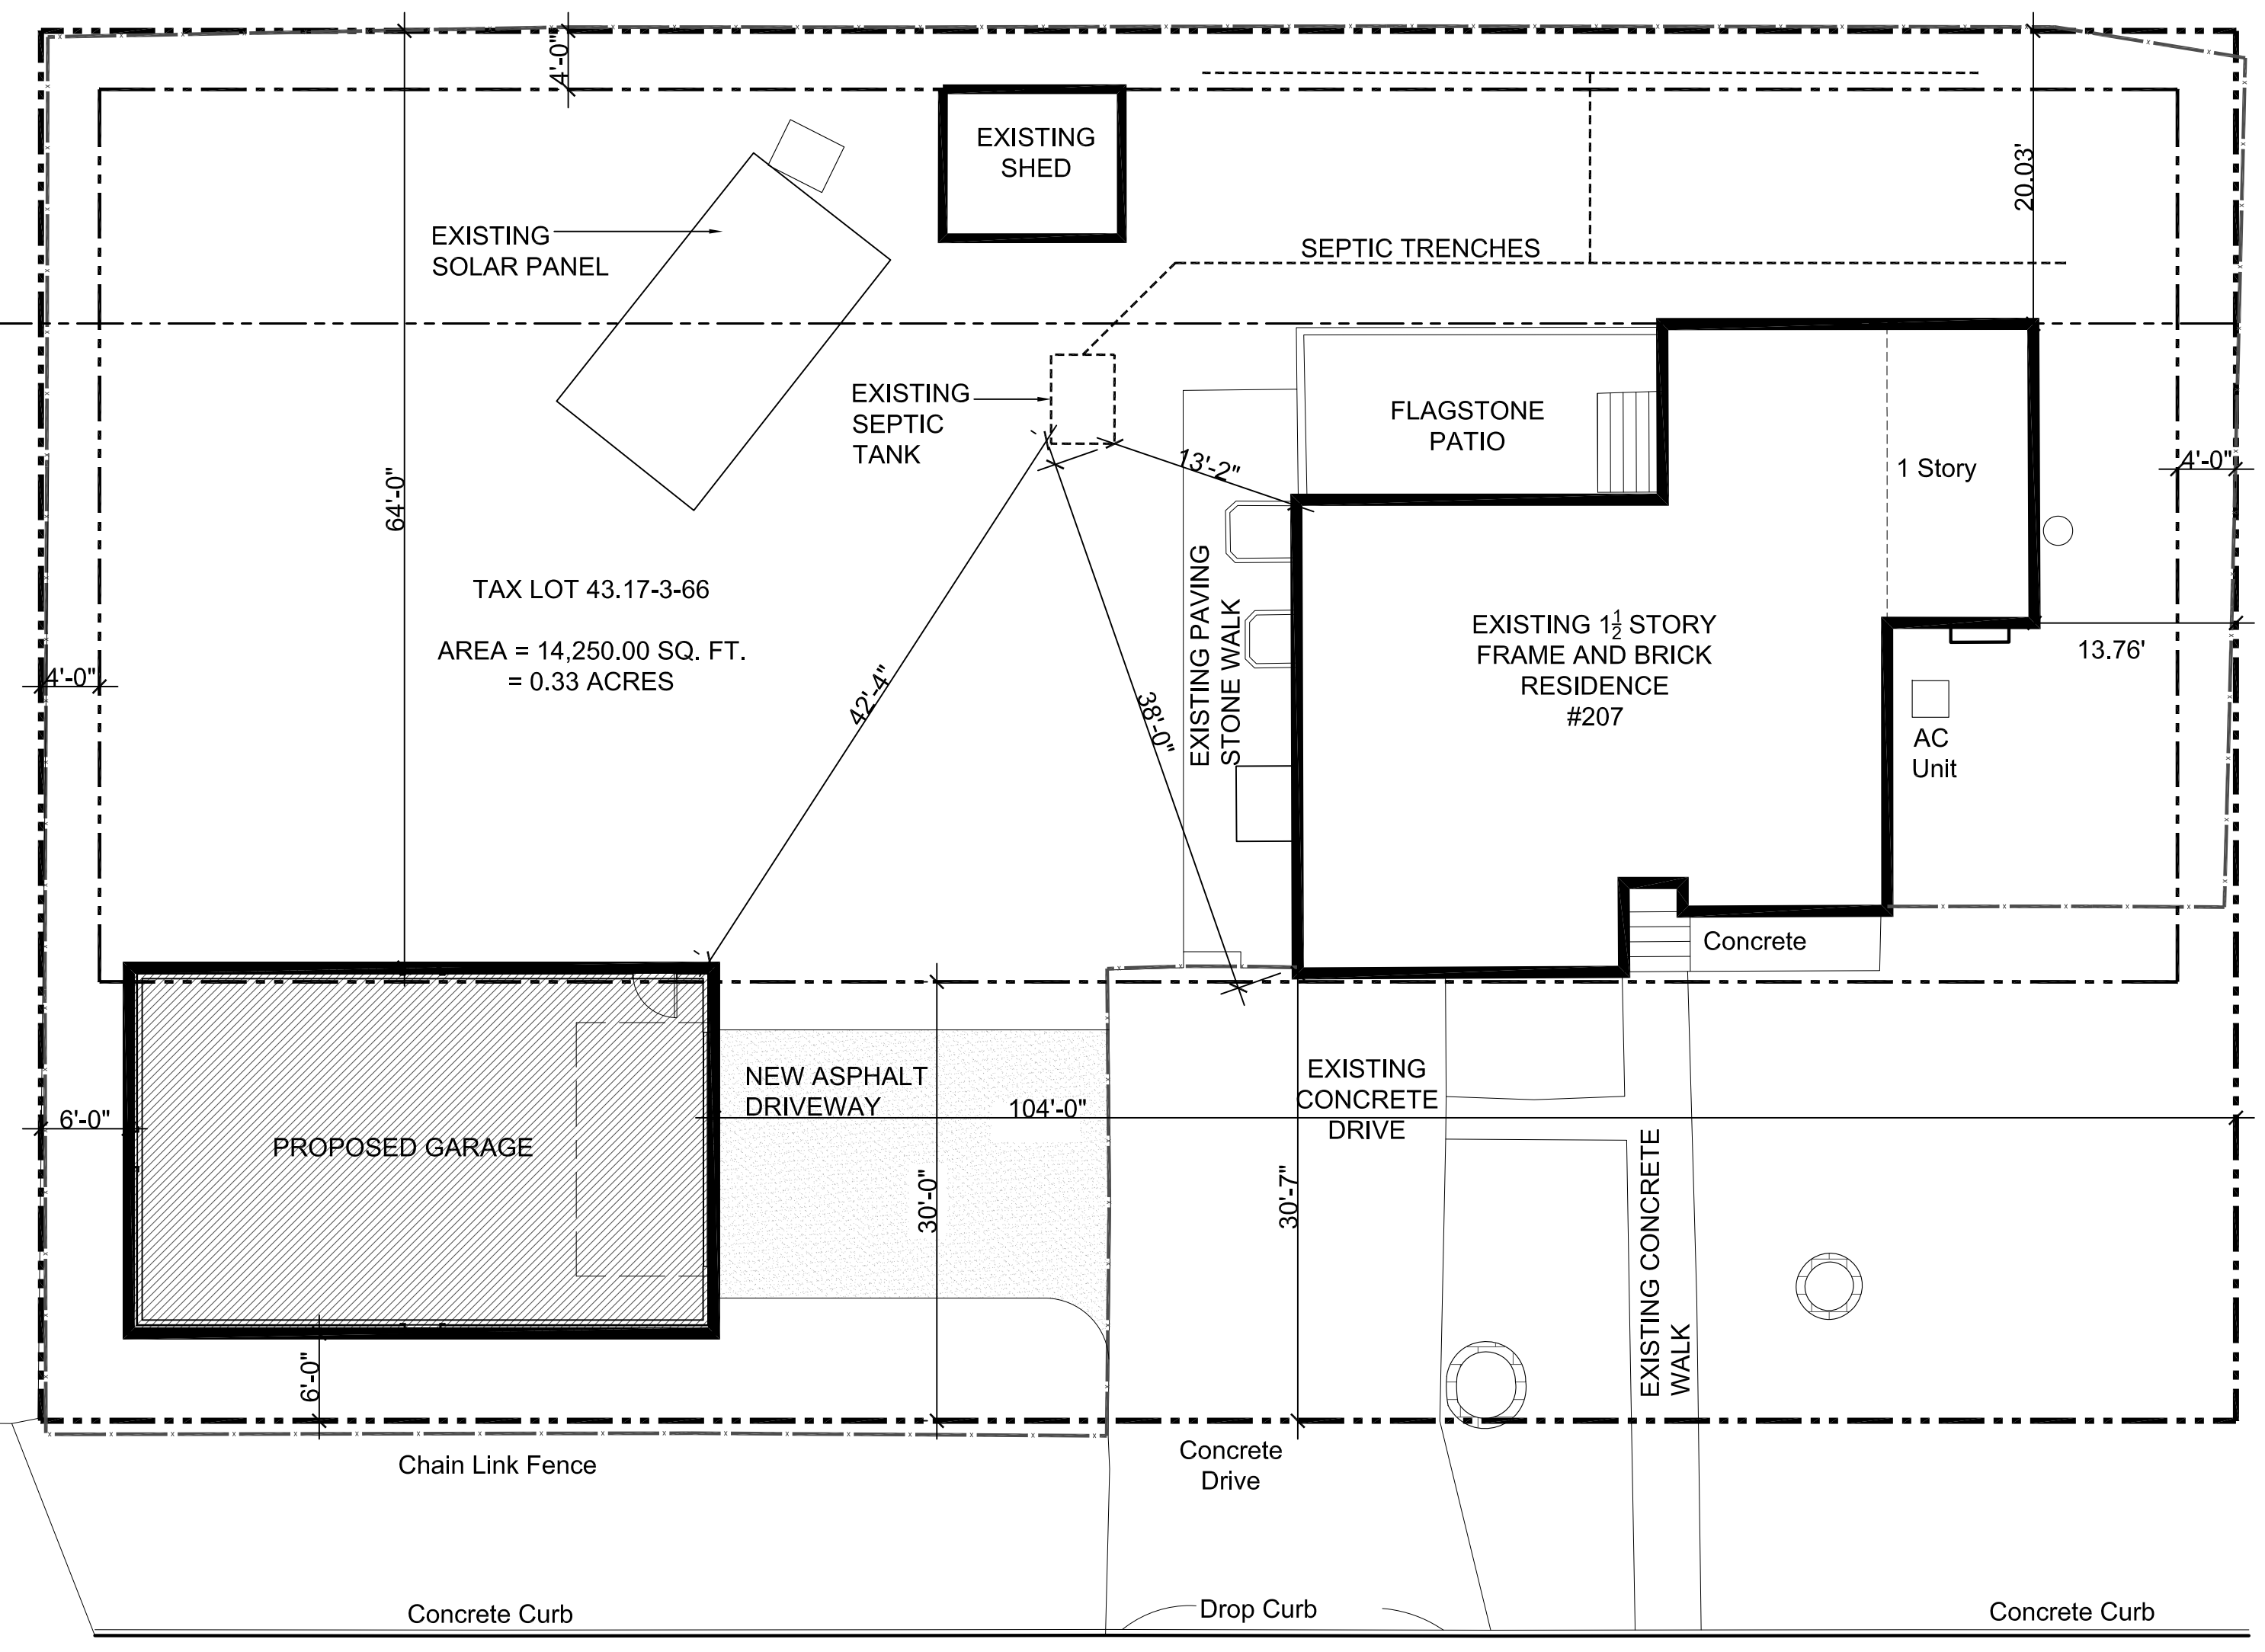 4'-0"
EXISTING
SHED
20.03'
EXISTING
SOLAR PANEL
SEPTIC TRENCHES
EXISTING
SEPTIC
TANK
FLAGSTONE
PATIO
13'-2"
1 Story
4'-0"
64'-0"
TAX LOT 43.17-3-66
AREA = 14,250.00 SQ. FT.
= 0.33 ACRES
4'-0"
42'-4"
38'-0"
EXISTING PAVING
STONE WALK
EXISTING 1½ STORY
FRAME AND BRICK
RESIDENCE
#207
13.76'
AC
Unit
Concrete
NEW ASPHALT
DRIVEWAY
104'-0"
EXISTING
CONCRETE
DRIVE
6'-0"
PROPOSED GARAGE
30'-0"
30'-7"
EXISTING CONCRETE
WALK
6'-0"
Chain Link Fence
Concrete
Drive
Concrete Curb
Drop Curb
Concrete Curb